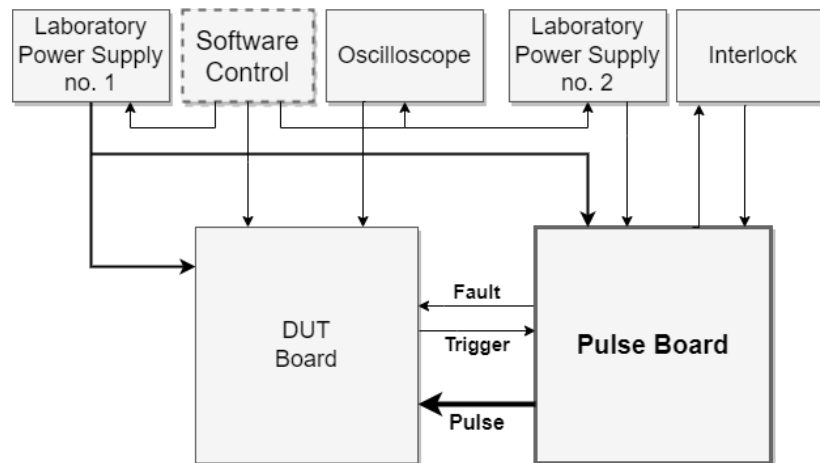 Laboratory
Power Supply
no. 1
Software
Control
Oscilloscope
Laboratory
Power Supply
no. 2
Interlock
DUT
Board
Fault
Trigger
Pulse
Pulse Board